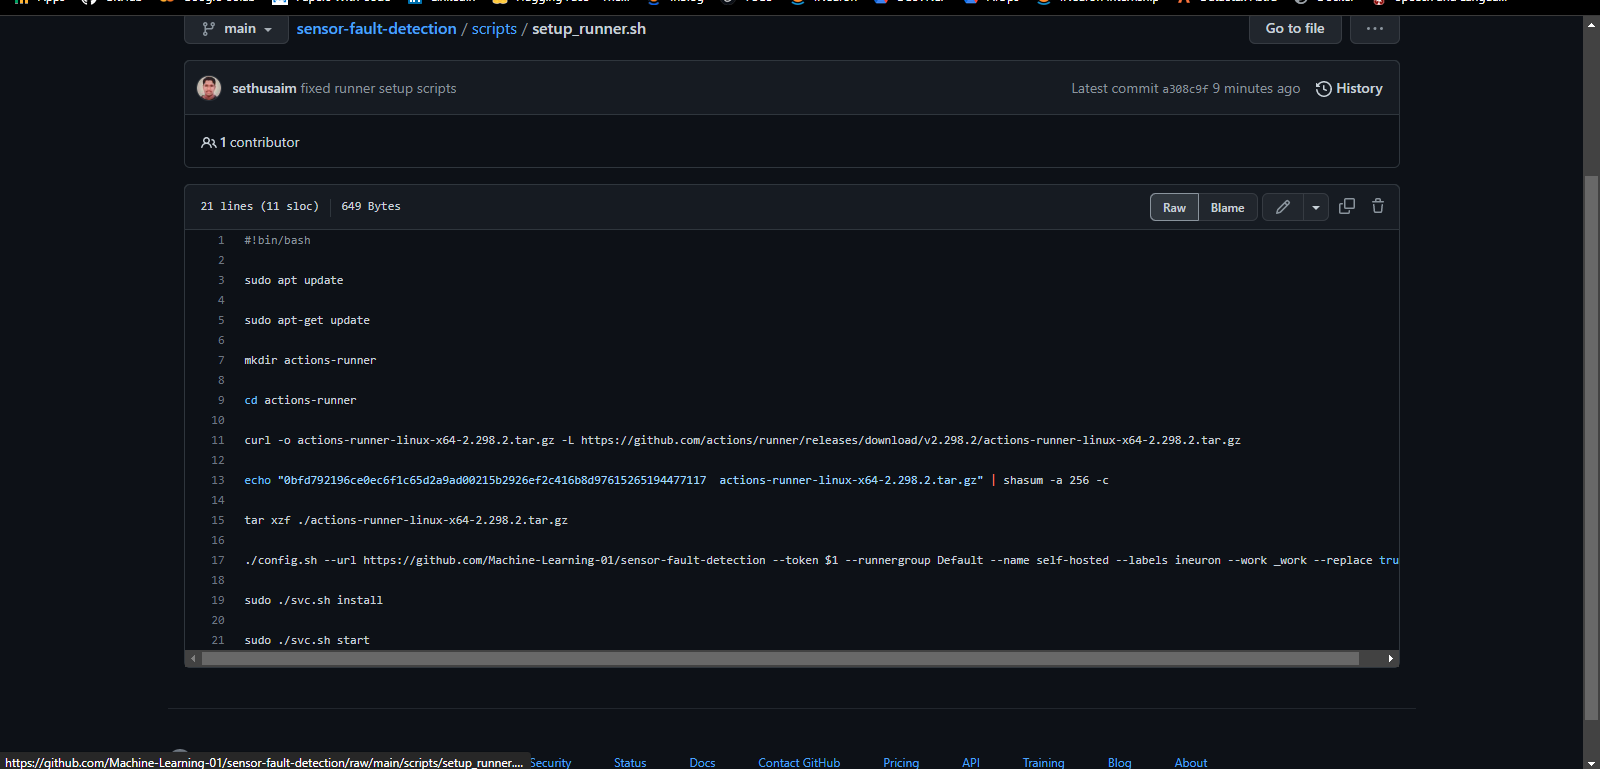 main
sensor-fault-detection / scripts / setup_runner.sh
Go to file
...
sethusaim fixed runner setup scripts
Latest commit a308c9f 9 minutes ago
History
1 contributor
21 lines (11 sloc)
649 Bytes
Raw
Blame
1 #!bin/bash
2
3 sudo apt update
4
5 sudo apt-get update
6
7 mkdir actions-runner
8
9 cd actions-runner
10
11 curl -o actions-runner-linux-x64-2.298.2.tar.gz -L https://github.com/actions/runner/releases/download/v2.298.2/actions-runner-linux-x64-2.298.2.tar.gz
12
13 echo "0bfd792196ce0ec6f1c65d2a9ad00215b2926ef2c416b8d97615265194477117  actions-runner-linux-x64-2.298.2.tar.gz" | shasum -a 256 -c
14
15 tar xzf ./actions-runner-linux-x64-2.298.2.tar.gz
16
17 ./config.sh --url https://github.com/Machine-Learning-01/sensor-fault-detection --token $1 --runnergroup Default --name self-hosted --labels ineuron --work _work --replace tru
18
19 sudo ./svc.sh install
20
21 sudo ./svc.sh start
https://github.com/Machine-Learning-01/sensor-fault-detection/raw/main/scripts/setup_runner....
Security
Status
Docs
Contact GitHub
Pricing
API
Training
Blog
About